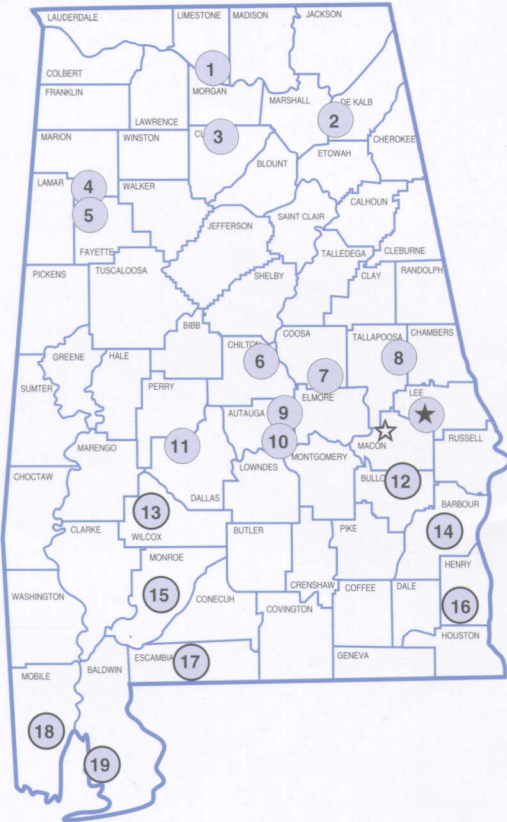 LAUDERDALE
LIMESTONE
MADISON
JACKSON
1
COLBERT
FRANKLIN
LAWRENCE
MORGAN
MARSHALL
DE KALB
2
CU
3
CHEROKEE
MARION
WINSTON
BLOUNT
ETOWAH
LAMAR
4
WALKER
5
FAYETTE
JEFFERSON
SAINT CLAIR
CALHOUN
CLEBURNE
PICKENS
TUSCALOOSA
SHELBY
TALLEDEGA
CLAY
RANDOLPH
BIBB
GREENE
HALE
CHILTON
6
COOSA
7
TALLAPOOSA
8
CHAMBERS
SUMTER
PERRY
AUTAUGA
9
ELMORE
LEE
10
MACON
RUSSELL
MARENGO
11
LOWNDES
MONTGOMERY
CHOCTAW
DALLAS
BULLO
12
13
WILCOX
BARBOUR
14
CLARKE
BUTLER
PIKE
MONROE
15
HENRY
WASHINGTON
CONECUH
CRENSHAW
COFFEE
DALE
16
COVINGTON
HOUSTON
ESCAMBIA
17
GENEVA
MOBILE
BALDWIN
18
19